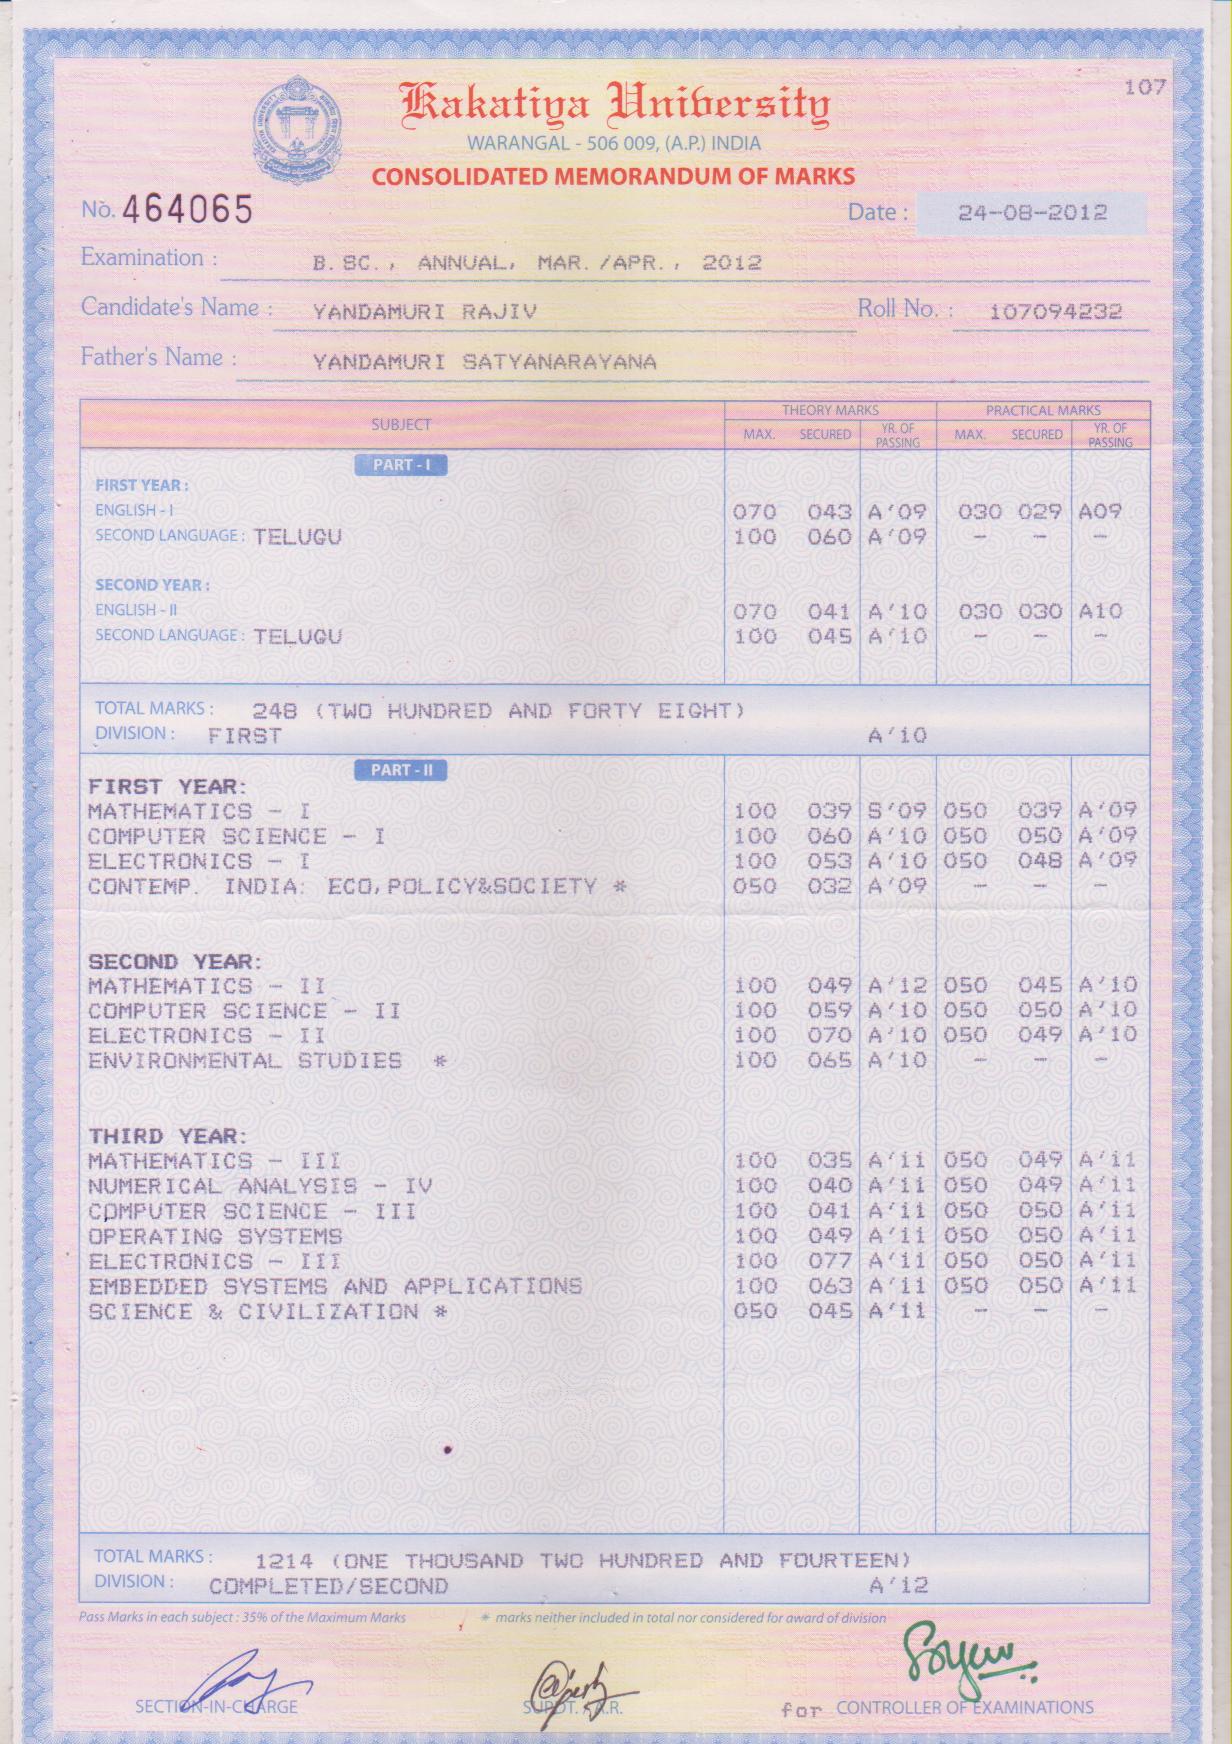 107
Kakatiya University
WARANGAL - 506 009, (A.P.) INDIA
CONSOLIDATED MEMORANDUM OF MARKS
No. 464065 Date : 24-08-2012
Examination : B.SC., ANNUAL, MAR./APR., 2012
Candidate's Name : YANDAMURI RAJIV Roll No. : 107094232
Father's Name : YANDAMURI SATYANARAYANA
SUBJECT THEORY MARKS PRACTICAL MARKS
MAX. SECURED YR. OF PASSING MAX. SECURED YR. OF PASSING
PART - I
FIRST YEAR :
ENGLISH - I 070 043 A'09 030 029 A09
SECOND LANGUAGE : TELUGU 100 060 A'09 - - -
SECOND YEAR :
ENGLISH - II 070 041 A'10 030 030 A10
SECOND LANGUAGE : TELUGU 100 045 A'10 - - -
TOTAL MARKS : 248 (TWO HUNDRED AND FORTY EIGHT)
DIVISION : FIRST A'10
PART - II
FIRST YEAR:
MATHEMATICS - I 100 039 S'09 050 039 A'09
COMPUTER SCIENCE - I 100 060 A'10 050 050 A'09
ELECTRONICS - I 100 053 A'10 050 048 A'09
CONTEMP. INDIA: ECO,POLICY&SOCIETY * 050 032 A'09 - - -
SECOND YEAR:
MATHEMATICS - II 100 049 A'12 050 045 A'10
COMPUTER SCIENCE - II 100 059 A'10 050 050 A'10
ELECTRONICS - II 100 070 A'10 050 049 A'10
ENVIRONMENTAL STUDIES * 100 065 A'10 - - -
THIRD YEAR:
MATHEMATICS - III 100 035 A'11 050 049 A'11
NUMERICAL ANALYSIS - IV 100 040 A'11 050 049 A'11
COMPUTER SCIENCE - III 100 041 A'11 050 050 A'11
OPERATING SYSTEMS 100 049 A'11 050 050 A'11
ELECTRONICS - III 100 077 A'11 050 050 A'11
EMBEDDED SYSTEMS AND APPLICATIONS 100 063 A'11 050 050 A'11
SCIENCE & CIVILIZATION * 050 045 A'11 - - -
TOTAL MARKS : 1214 (ONE THOUSAND TWO HUNDRED AND FOURTEEN)
DIVISION : COMPLETED/SECOND A'12
Pass Marks in each subject : 35% of the Maximum Marks * marks neither included in total nor considered for award of division
SECTION-IN-CHARGE for CONTROLLER OF EXAMINATIONS